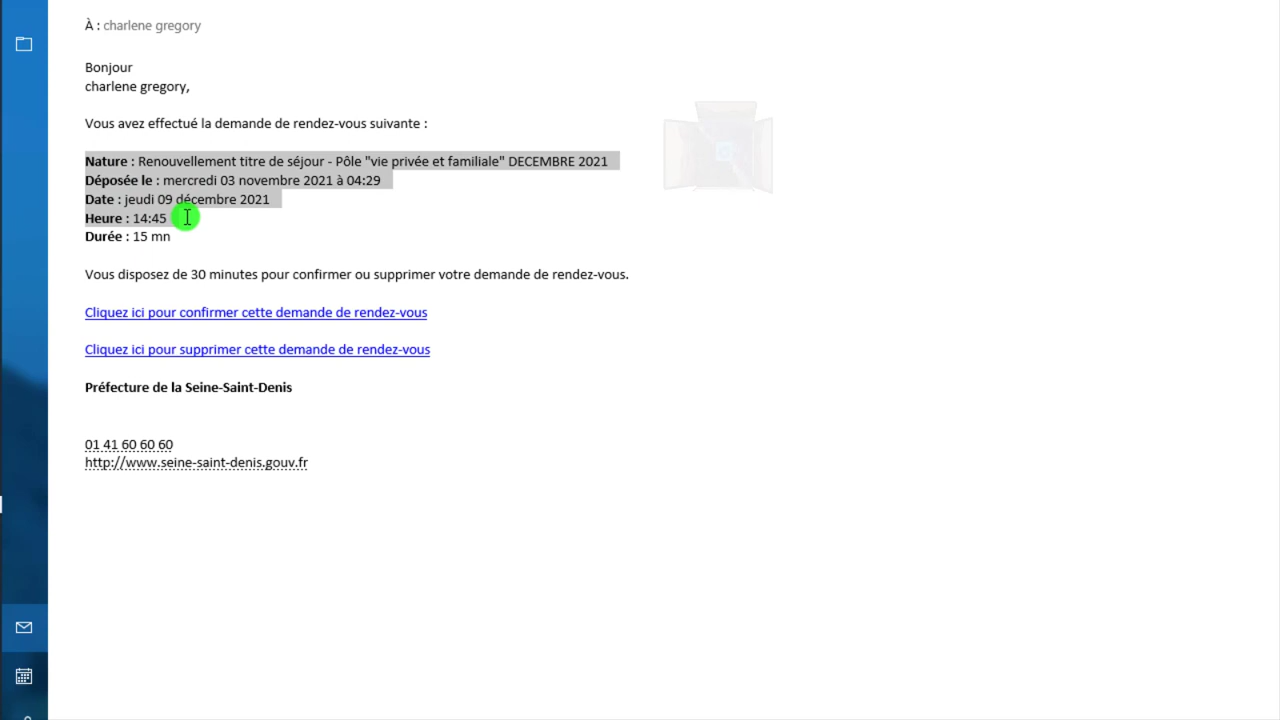 À : charlene gregory
Bonjour
charlene gregory,
Vous avez effectué la demande de rendez-vous suivante :
Nature : Renouvellement titre de séjour - Pôle "vie privée et familiale" DECEMBRE 2021
Déposée le : mercredi 03 novembre 2021 à 04:29
Date : jeudi 09 décembre 2021
Heure : 14:45
Durée : 15 mn
Vous disposez de 30 minutes pour confirmer ou supprimer votre demande de rendez-vous.
Cliquez ici pour confirmer cette demande de rendez-vous
Cliquez ici pour supprimer cette demande de rendez-vous
Préfecture de la Seine-Saint-Denis
01 41 60 60 60
http://www.seine-saint-denis.gouv.fr